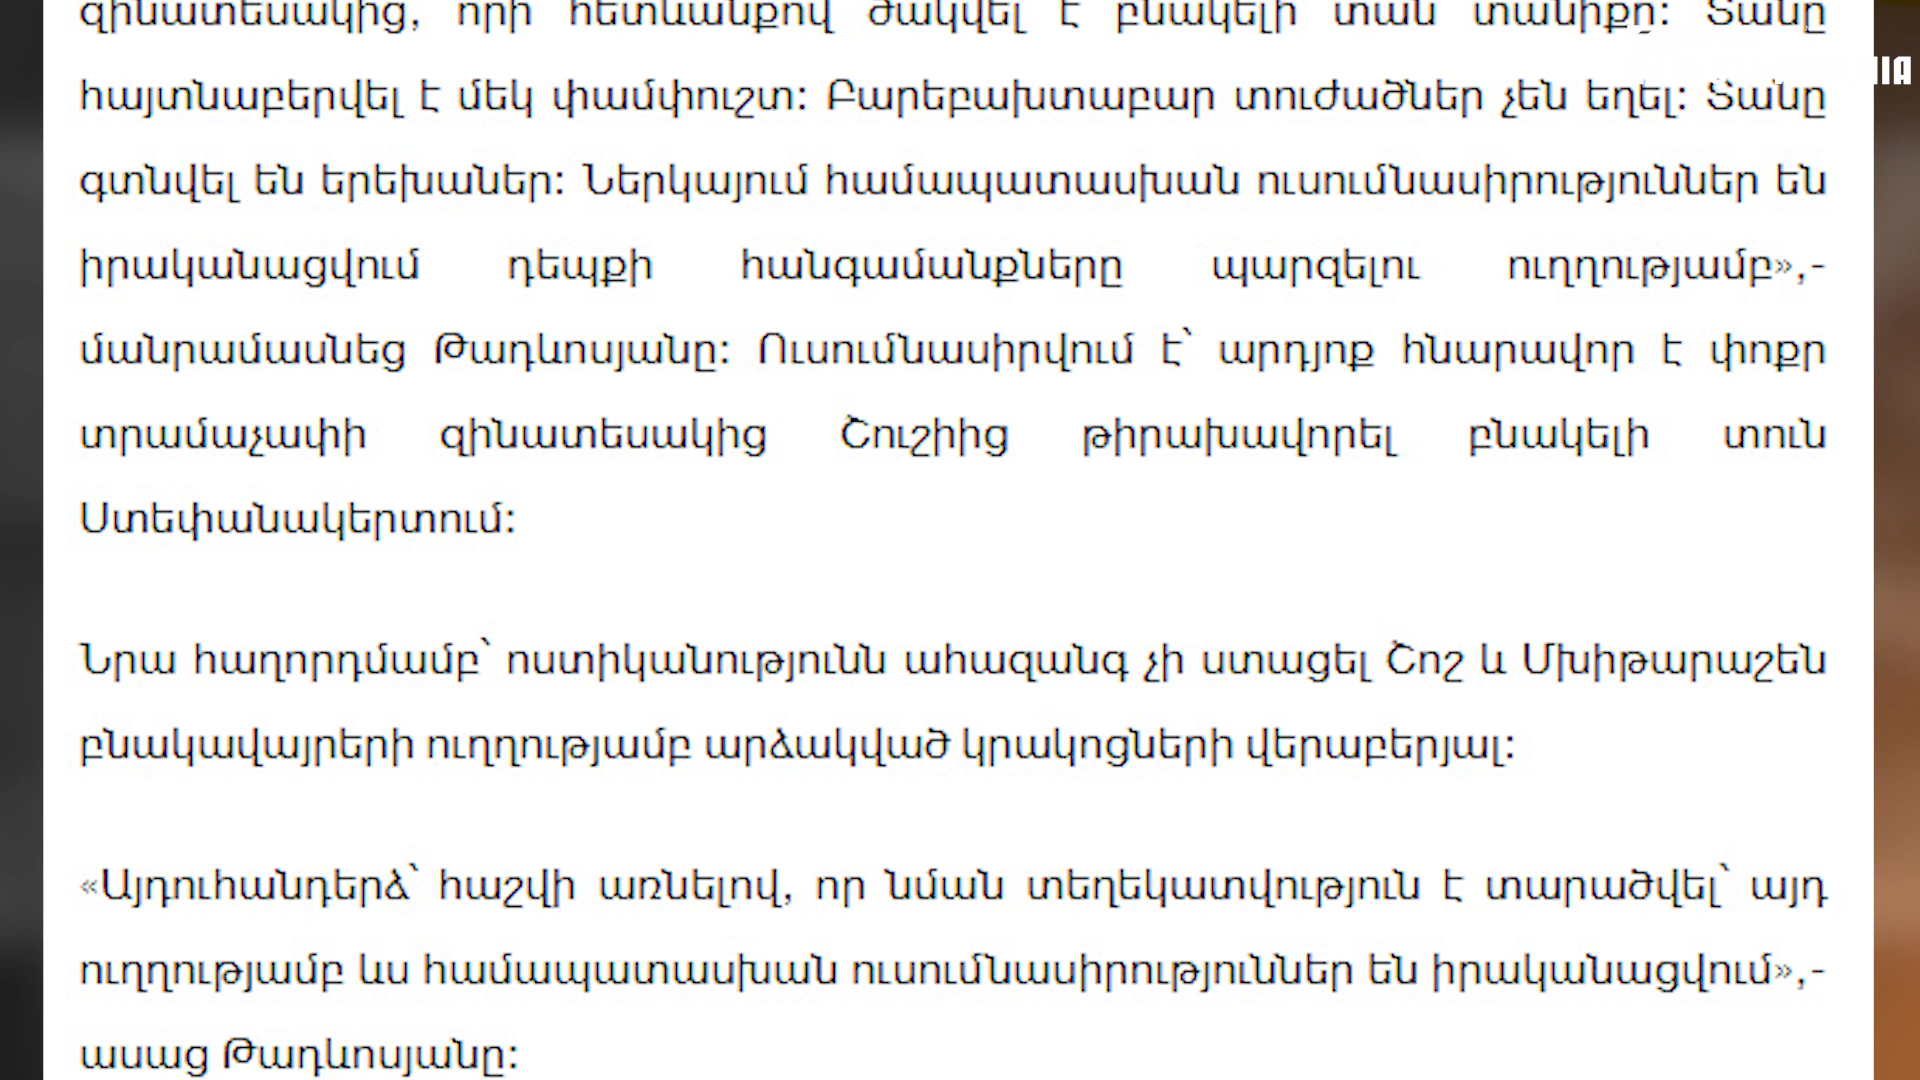 զինատեսակից, որի հետևանքով ծակվել է բնակելի տան տանիքը: Տանը
հայտնաբերվել է մեկ փամփուշտ: Բարեբախտաբար տուժածներ չեն եղել: Տանը
գտնվել են երեխաներ: Ներկայում համապատասխան ուսումնասիրություններ են
իրականացվում դեպքի հանգամանքները պարզելու ուղղությամբ»,-
մանրամասնեց Թադևոսյանը: Ուսումնասիրվում է՝ արդյոք հնարավոր է փոքր
տրամաչափի զինատեսակից Շուշիից թիրախավորել բնակելի տուն
Ստեփանակերտում:
Նրա հաղորդմամբ՝ ոստիկանությունն ահազանգ չի ստացել Շոշ և Մխիթարաշեն
բնակավայրերի ուղղությամբ արձակված կրակոցների վերաբերյալ:
«Այդուհանդերձ՝ հաշվի առնելով, որ նման տեղեկատվություն է տարածվել՝ այդ
ուղղությամբ ևս համապատասխան ուսումնասիրություններ են իրականացվում»,-
ասաց Թադևոսյանը: